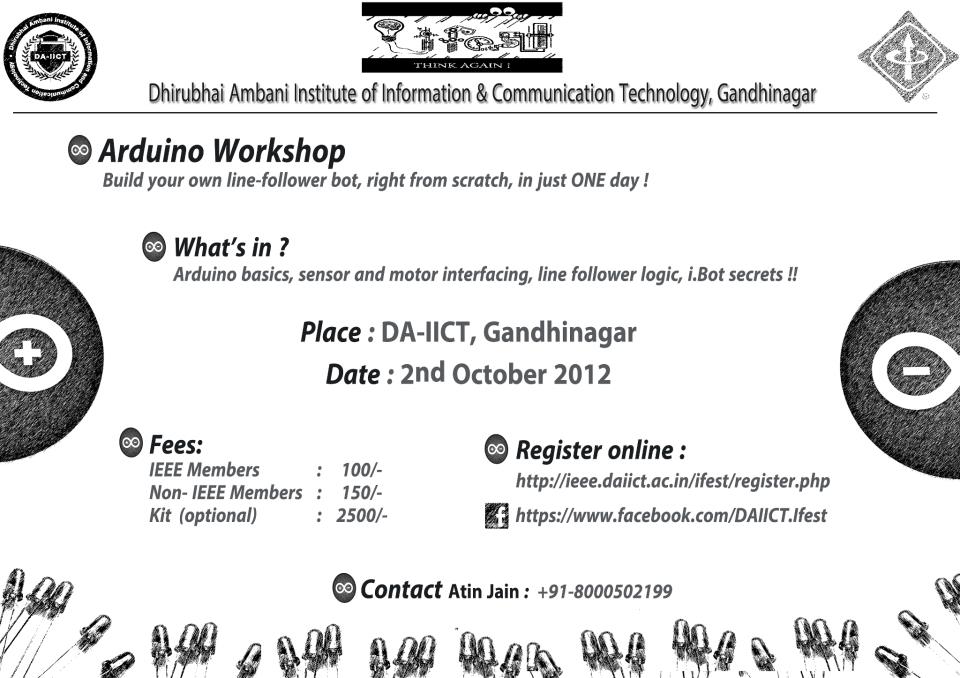 Dhirubhai Ambani Institute of Information and Communication Technology
DA-IICT
i.Fest
THINK AGAIN !
Dhirubhai Ambani Institute of Information & Communication Technology, Gandhinagar
Arduino Workshop
Build your own line-follower bot, right from scratch, in just ONE day !
What's in ?
Arduino basics, sensor and motor interfacing, line follower logic, i.Bot secrets !!
Place : DA-IICT, Gandhinagar
Date : 2nd October 2012
Fees:
IEEE Members : 100/-
Non- IEEE Members : 150/-
Kit (optional) : 2500/-
Register online :
http://ieee.daiict.ac.in/ifest/register.php
https://www.facebook.com/DAIICT.Ifest
Contact Atin Jain : +91-8000502199